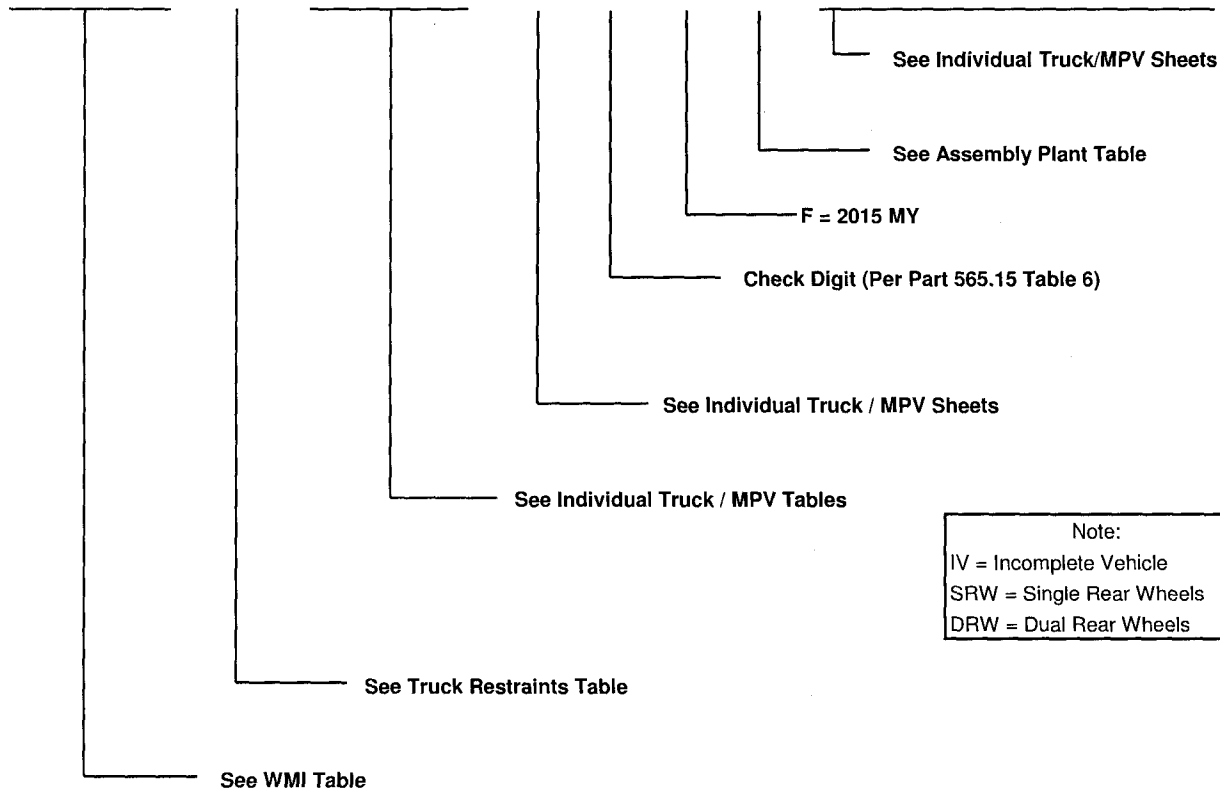 See Individual Truck/MPV Sheets
See Assembly Plant Table
F = 2015 MY
Check Digit (Per Part 565.15 Table 6)
See Individual Truck / MPV Sheets
See Individual Truck / MPV Tables
Note:
IV = Incomplete Vehicle
SRW = Single Rear Wheels
DRW = Dual Rear Wheels
See Truck Restraints Table
See WMI Table